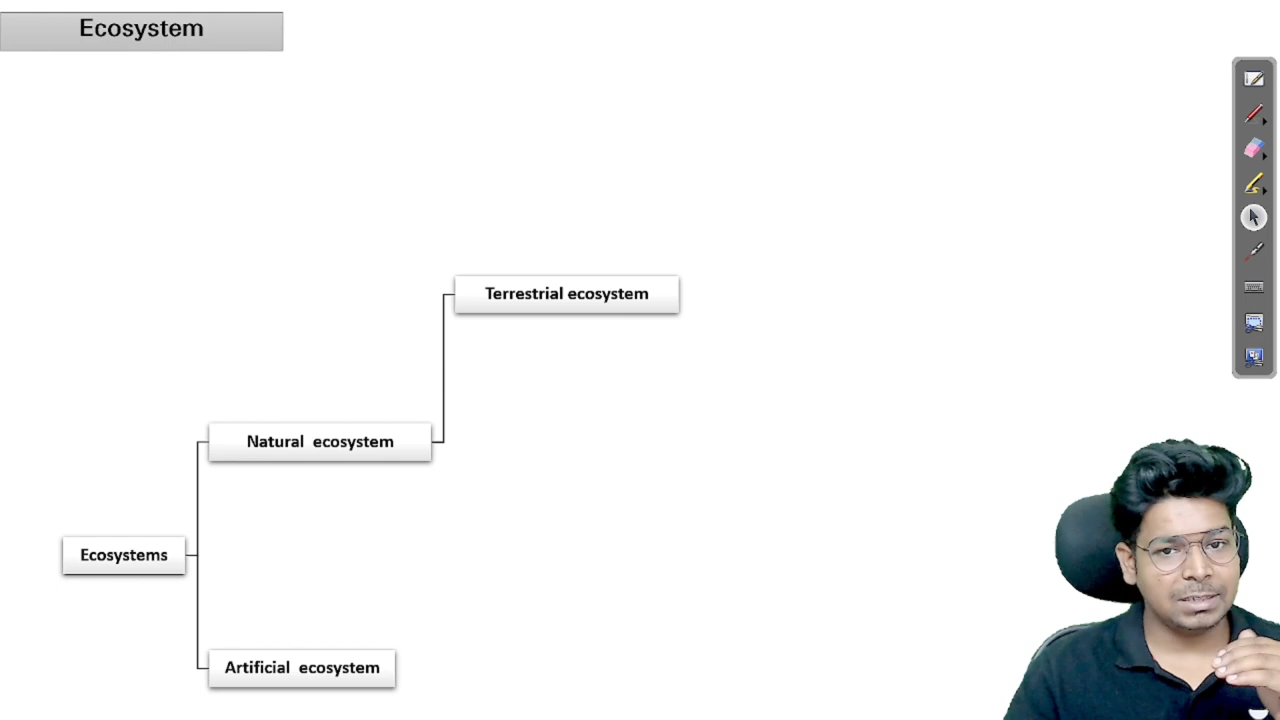 Ecosystem
Terrestrial ecosystem
Natural ecosystem
Ecosystems
Artificial ecosystem